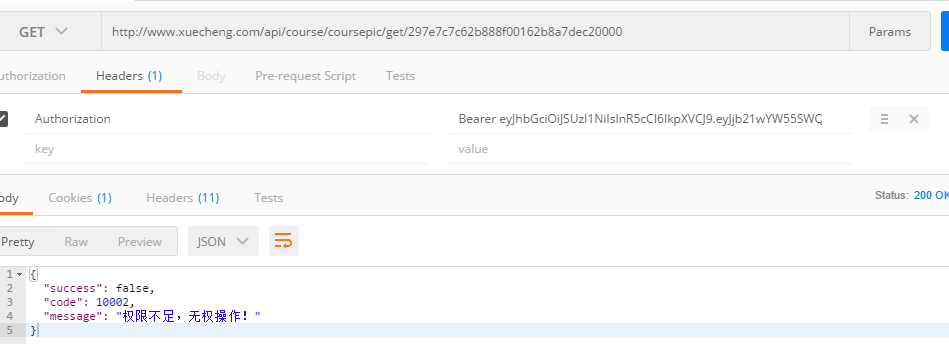 GET http://www.xuecheng.com/api/course/coursepic/get/297e7c7c62b888f00162b8a7dec20000 Params
uthorization Headers (1) Body Pre-request Script Tests
Authorization Bearer eyJhbGciOiJSUzI1NiIsInR5cCI6IkpXVCJ9.eyJjb21wYW55SWQ
key value
ody Cookies (1) Headers (11) Tests Status: 200 OK
Pretty Raw Preview JSON
1 {
2 "success": false,
3 "code": 10002,
4 "message": "权限不足，无权操作！"
5 }